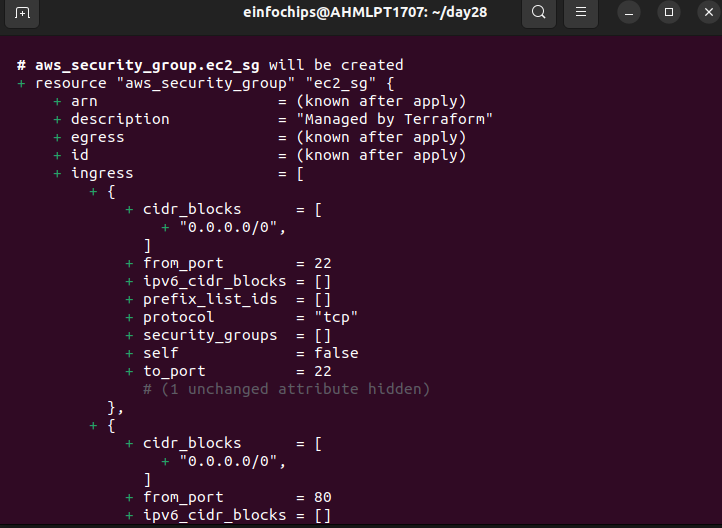 einfochips@AHMLPT1707: ~/day28
# aws_security_group.ec2_sg will be created
+ resource "aws_security_group" "ec2_sg" {
    + arn                    = (known after apply)
    + description            = "Managed by Terraform"
    + egress                 = (known after apply)
    + id                     = (known after apply)
    + ingress                = [
        + {
            + cidr_blocks      = [
                + "0.0.0.0/0",
              ]
            + from_port        = 22
            + ipv6_cidr_blocks = []
            + prefix_list_ids  = []
            + protocol         = "tcp"
            + security_groups  = []
            + self             = false
            + to_port          = 22
              # (1 unchanged attribute hidden)
          },
        + {
            + cidr_blocks      = [
                + "0.0.0.0/0",
              ]
            + from_port        = 80
            + ipv6_cidr_blocks = []